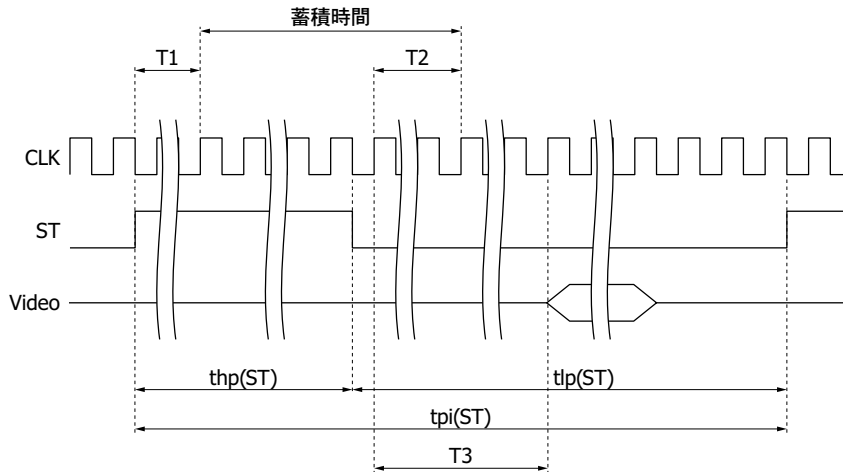 蓄積時間
T1
T2
CLK
ST
Video
thp(ST)
tlp(ST)
tpi(ST)
T3